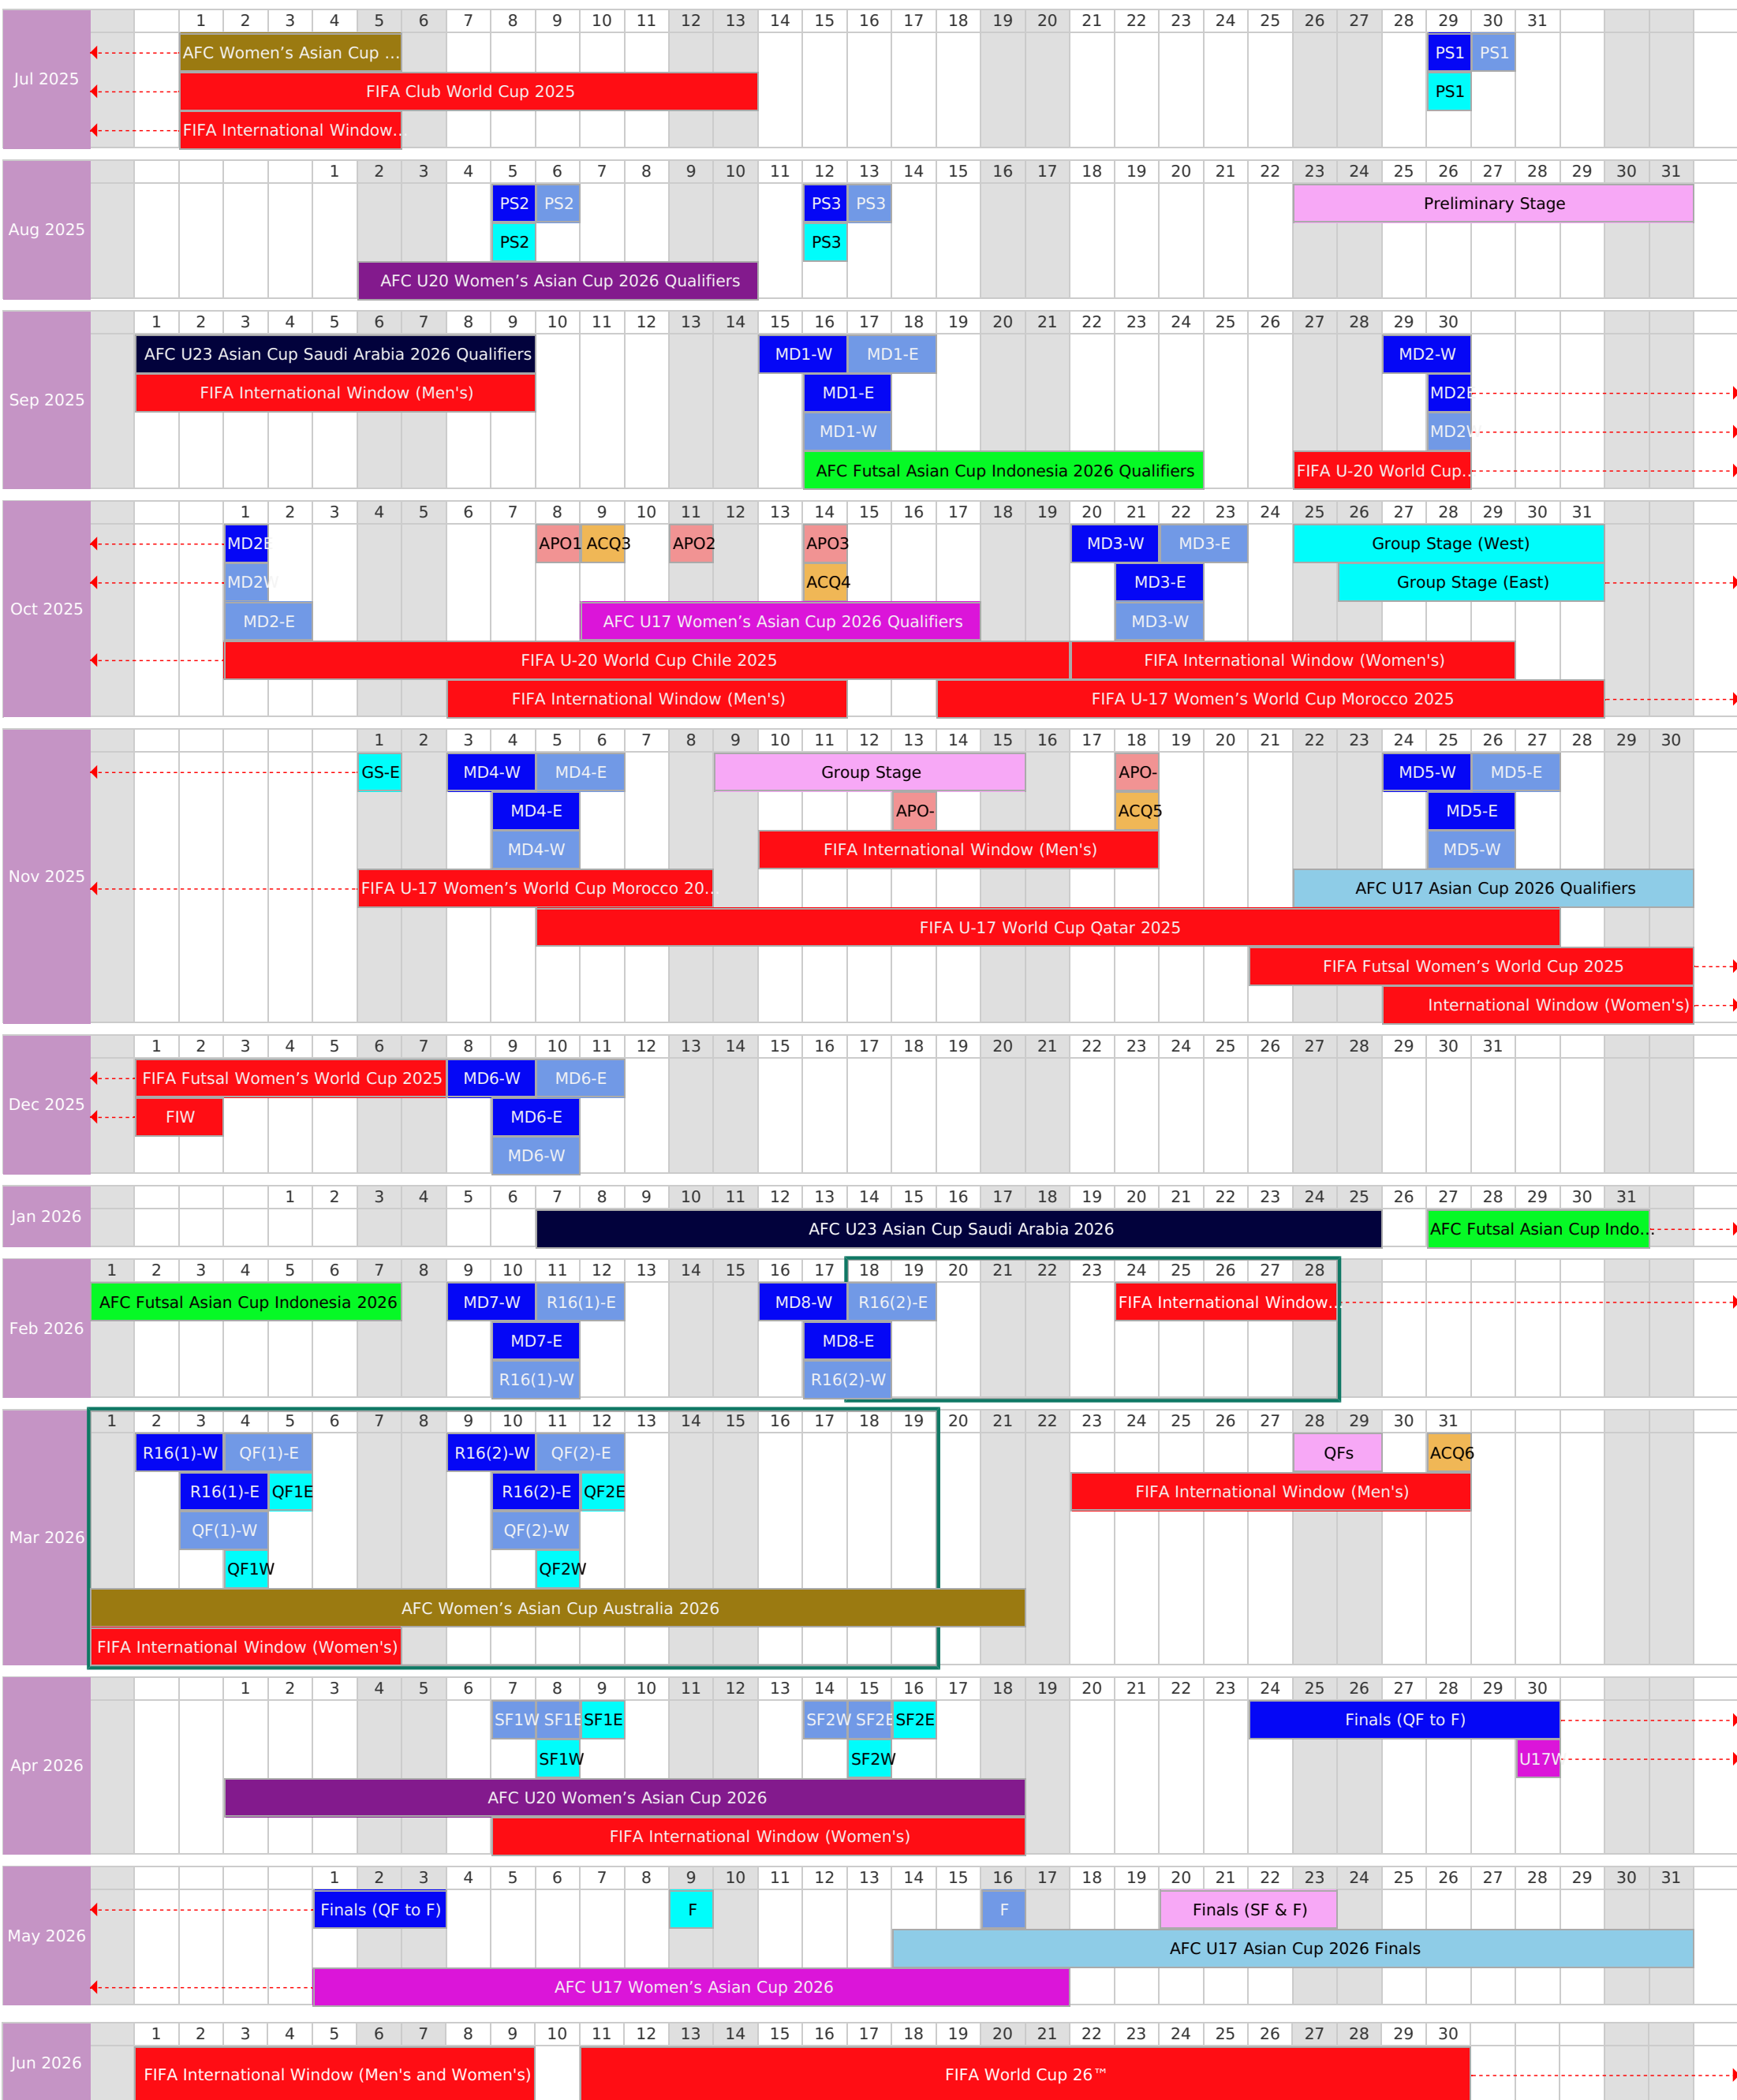 1 2 3 4 5 6 7 8 9 10 11 12 13 14 15 16 17 18 19 20 21 22 23 24 25 26 27 28 29 30 31
Jul 2025
AFC Women’s Asian Cup ... PS1 PS1
FIFA Club World Cup 2025 PS1
FIFA International Window...
1 2 3 4 5 6 7 8 9 10 11 12 13 14 15 16 17 18 19 20 21 22 23 24 25 26 27 28 29 30 31
Aug 2025
PS2 PS2 PS3 PS3 Preliminary Stage
PS2 PS3
AFC U20 Women’s Asian Cup 2026 Qualifiers
1 2 3 4 5 6 7 8 9 10 11 12 13 14 15 16 17 18 19 20 21 22 23 24 25 26 27 28 29 30
Sep 2025
AFC U23 Asian Cup Saudi Arabia 2026 Qualifiers MD1-W MD1-E MD2-W
FIFA International Window (Men's) MD1-E MD2E
MD1-W MD2W
AFC Futsal Asian Cup Indonesia 2026 Qualifiers FIFA U-20 World Cup...
1 2 3 4 5 6 7 8 9 10 11 12 13 14 15 16 17 18 19 20 21 22 23 24 25 26 27 28 29 30 31
Oct 2025
MD2E APO1 ACQ3 APO2 APO3 MD3-W MD3-E Group Stage (West)
MD2W ACQ4 MD3-E Group Stage (East)
MD2-E AFC U17 Women’s Asian Cup 2026 Qualifiers MD3-W
FIFA U-20 World Cup Chile 2025 FIFA International Window (Women's)
FIFA International Window (Men's) FIFA U-17 Women’s World Cup Morocco 2025
1 2 3 4 5 6 7 8 9 10 11 12 13 14 15 16 17 18 19 20 21 22 23 24 25 26 27 28 29 30
Nov 2025
GS-E MD4-W MD4-E Group Stage APO- MD5-W MD5-E
MD4-E APO- ACQ5 MD5-E
MD4-W FIFA International Window (Men's) MD5-W
FIFA U-17 Women’s World Cup Morocco 20... AFC U17 Asian Cup 2026 Qualifiers
FIFA U-17 World Cup Qatar 2025
FIFA Futsal Women’s World Cup 2025
International Window (Women's)
1 2 3 4 5 6 7 8 9 10 11 12 13 14 15 16 17 18 19 20 21 22 23 24 25 26 27 28 29 30 31
Dec 2025
FIFA Futsal Women’s World Cup 2025 MD6-W MD6-E
FIW MD6-E
MD6-W
1 2 3 4 5 6 7 8 9 10 11 12 13 14 15 16 17 18 19 20 21 22 23 24 25 26 27 28 29 30 31
Jan 2026
AFC U23 Asian Cup Saudi Arabia 2026 AFC Futsal Asian Cup Indo...
1 2 3 4 5 6 7 8 9 10 11 12 13 14 15 16 17 18 19 20 21 22 23 24 25 26 27 28
Feb 2026
AFC Futsal Asian Cup Indonesia 2026 MD7-W R16(1)-E MD8-W R16(2)-E FIFA International Window...
MD7-E MD8-E
R16(1)-W R16(2)-W
1 2 3 4 5 6 7 8 9 10 11 12 13 14 15 16 17 18 19 20 21 22 23 24 25 26 27 28 29 30 31
Mar 2026
R16(1)-W QF(1)-E R16(2)-W QF(2)-E QFs ACQ6
R16(1)-E QF1E R16(2)-E QF2E FIFA International Window (Men's)
QF(1)-W QF(2)-W
QF1W QF2W
AFC Women’s Asian Cup Australia 2026
FIFA International Window (Women's)
1 2 3 4 5 6 7 8 9 10 11 12 13 14 15 16 17 18 19 20 21 22 23 24 25 26 27 28 29 30
Apr 2026
SF1W SF1E SF1E SF2W SF2E SF2E Finals (QF to F)
SF1W SF2W U17W
AFC U20 Women’s Asian Cup 2026
FIFA International Window (Women's)
1 2 3 4 5 6 7 8 9 10 11 12 13 14 15 16 17 18 19 20 21 22 23 24 25 26 27 28 29 30 31
May 2026
Finals (QF to F) F F Finals (SF & F)
AFC U17 Asian Cup 2026 Finals
AFC U17 Women’s Asian Cup 2026
1 2 3 4 5 6 7 8 9 10 11 12 13 14 15 16 17 18 19 20 21 22 23 24 25 26 27 28 29 30
Jun 2026
FIFA International Window (Men's and Women's) FIFA World Cup 26™